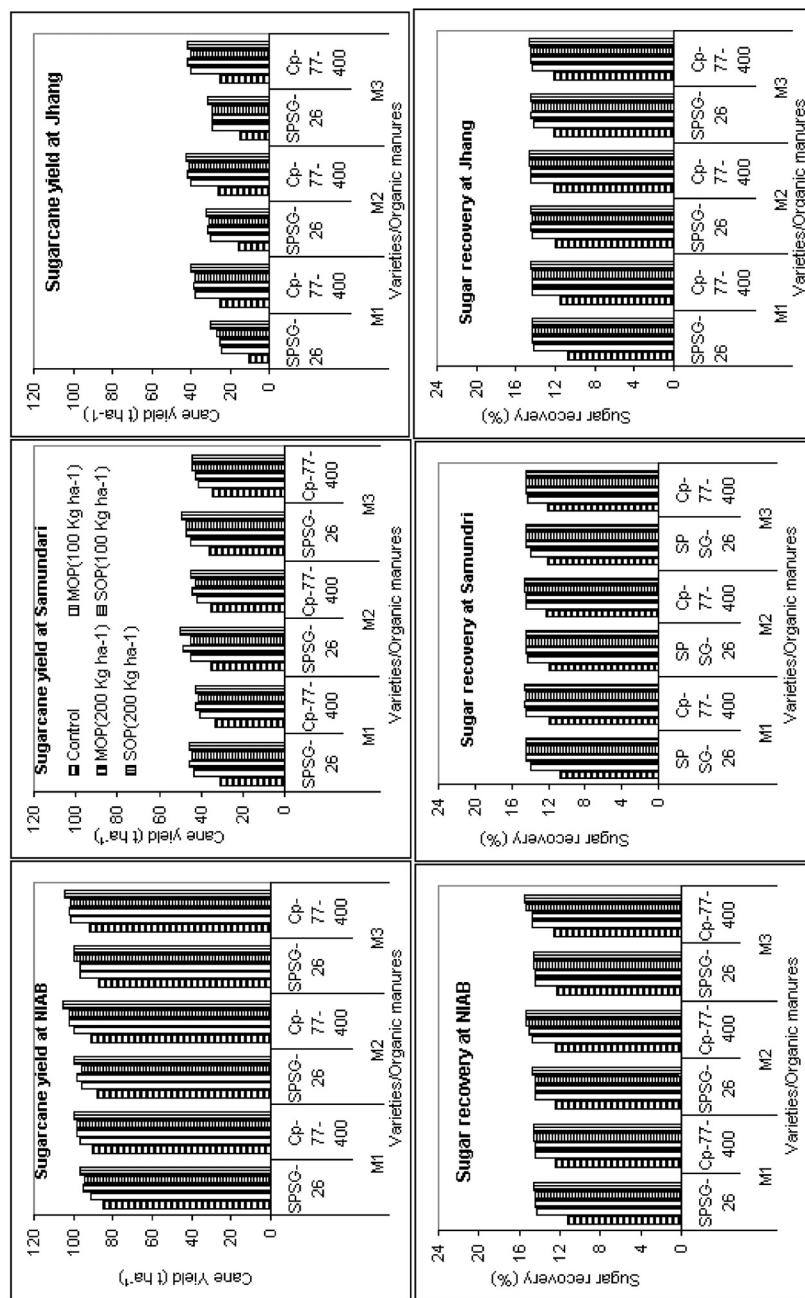 Sugarcane yield at NIAB
Cane Yield (t ha⁻¹)
120
100
80
60
40
20
0
SPSG- Cp- SPSG- Cp- SPSG- Cp-
26 77- 26 77- 26 77-
400 400 400
M1 M2 M3
Varieties/Organic manures
Sugarcane yield at Samundari
Control MOP(100 Kg ha-1)
MOP(200 Kg ha-1) SOP(100 Kg ha-1)
SOP(200 Kg ha-1)
Cane yield (t ha⁻¹)
120
100
80
60
40
20
0
SPSG- Cp-77- SPSG- Cp-77- SPSG- Cp-77-
26 400 26 400 26 400
M1 M2 M3
Varieties/Organic manures
Sugarcane yield at Jhang
Cane yield (t ha-1)
120
100
80
60
40
20
0
SPSG- Cp- SPSG- Cp- SPSG- Cp-
26 77- 26 77- 26 77-
400 400 400
M1 M2 M3
Varieties/Organic manures
Sugar recovery at NIAB
Sugar recovery (%)
24
20
16
12
8
4
0
SPSG- Cp-77- SPSG- Cp-77- SPSG- Cp-77-
26 400 26 400 26 400
M1 M2 M3
Varieties/Organic manures
Sugar recovery at Samundri
Sugar recovery (%)
24
20
16
12
8
4
0
SP Cp- SP Cp- SP Cp-
SG- 77- SG- 77- SG- 77-
26 400 26 400 26 400
M1 M2 M3
Varieties/Organic manures
Sugar recovery at Jhang
Sugar recovery (%)
24
20
16
12
8
4
0
SPSG- Cp- SPSG- Cp- SPSG- Cp-
26 77- 26 77- 26 77-
400 400 400
M1 M2 M3
Varieties/Organic manures